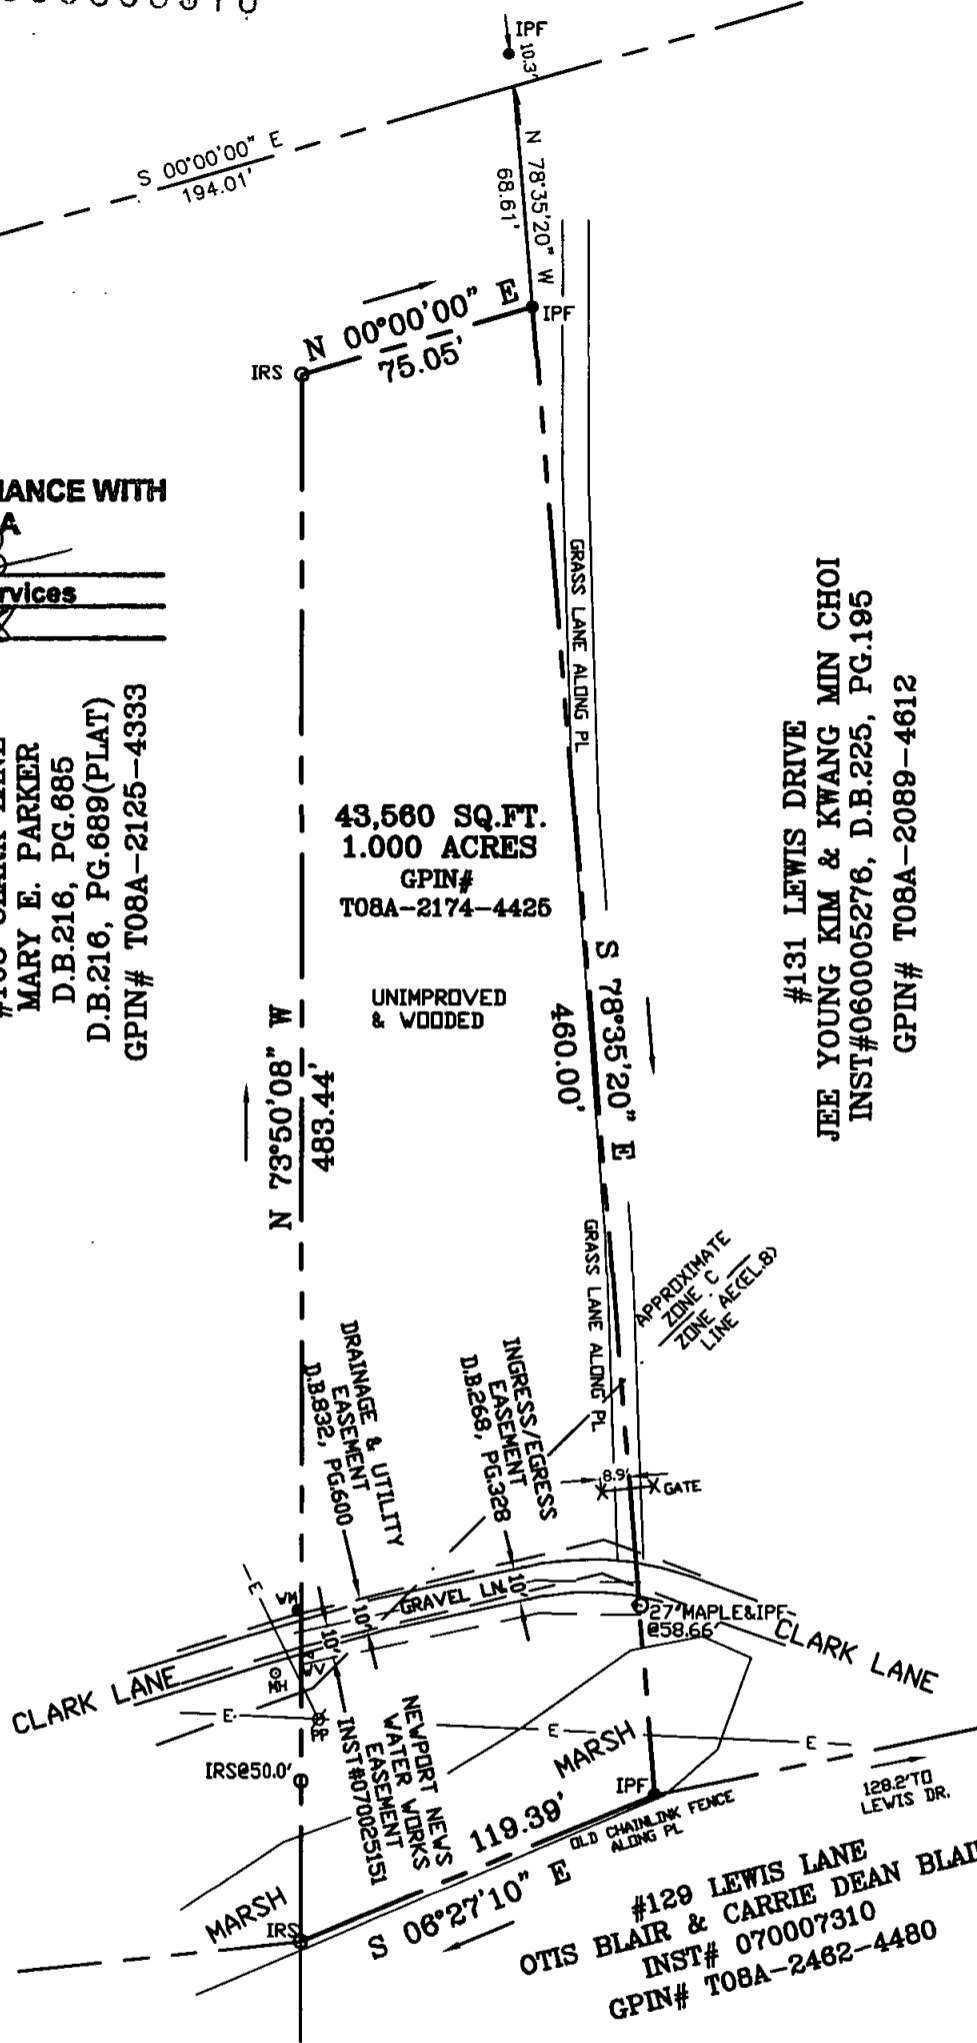 IPF
10.3'
S 00°00'00" E
194.01'
N 78°35'20" W
68.61'
N 00°00'00" E
75.05'
IPF
IRS
IANCE WITH
A
rvices
MARY E. PARKER
D.B.216, PG.685
D.B.216, PG.689(PLAT)
GPIN# T08A-2125-4333
43,560 SQ.FT.
1.000 ACRES
GPIN#
T08A-2174-4425
UNIMPROVED
& WOODED
GRASS LANE ALONG PL
#131 LEWIS DRIVE
JEE YOUNG KIM & KWANG MIN CHOI
INST#060005276, D.B.225, PG.195
GPIN# T08A-2089-4612
N 73°50'08" W
483.44'
S 78°35'20" E
460.00'
GRASS LANE ALONG PL
APPROXIMATE
ZONE C
ZONE AE(EL.8)
LINE
DRAINAGE & UTILITY
EASEMENT
D.B.832, PG.600
INGRESS/EGRESS
EASEMENT
D.B.268, PG.328
8.9'
GATE
E
WM
10'
GRAVEL LN.
10'
27"MAPLE&IPF
@58.66'
CLARK LANE
10'
WV
MH
CLARK LANE
E
PP
E
E
NEWPORT NEWS
WATER WORKS
EASEMENT
INST#070025151
MARSH
IRS@50.0'
IPF
128.2'TO
LEWIS DR.
119.39'
OLD CHAINLINK FENCE
ALONG PL
S 06°27'10" E
MARSH
IRS
#129 LEWIS LANE
OTIS BLAIR & CARRIE DEAN BLAI
INST# 070007310
GPIN# T08A-2462-4480